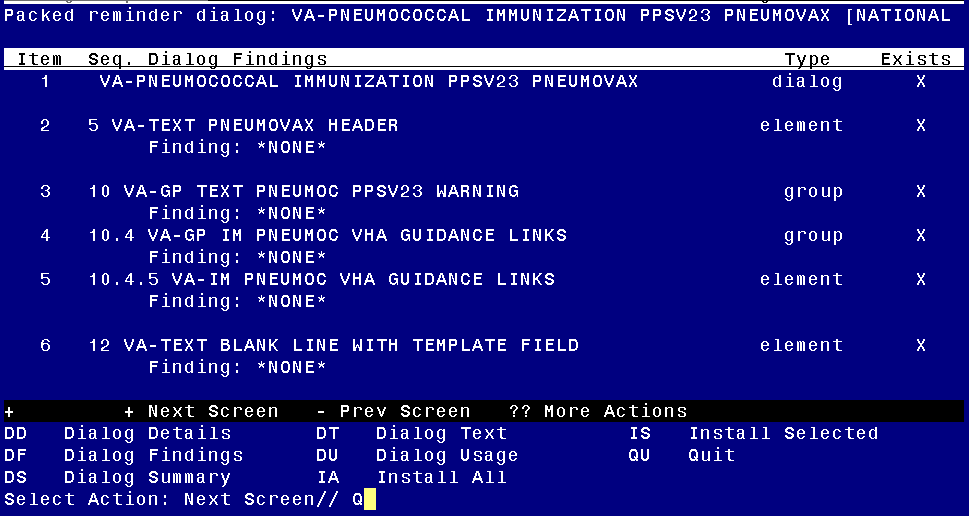 Packed reminder dialog: VA-PNEUMOCOCCAL IMMUNIZATION PPSV23 PNEUMOVAX [NATIONAL
Item Seq. Dialog Findings Type Exists
1 VA-PNEUMOCOCCAL IMMUNIZATION PPSV23 PNEUMOVAX dialog X
2 5 VA-TEXT PNEUMOVAX HEADER element X
Finding: *NONE*
3 10 VA-GP TEXT PNEUMOC PPSV23 WARNING group X
Finding: *NONE*
4 10.4 VA-GP IM PNEUMOC VHA GUIDANCE LINKS group X
Finding: *NONE*
5 10.4.5 VA-IM PNEUMOC VHA GUIDANCE LINKS element X
Finding: *NONE*
6 12 VA-TEXT BLANK LINE WITH TEMPLATE FIELD element X
Finding: *NONE*
+ + Next Screen - Prev Screen ?? More Actions
DD Dialog Details DT Dialog Text IS Install Selected
DF Dialog Findings DU Dialog Usage QU Quit
DS Dialog Summary IA Install All
Select Action: Next Screen// Q